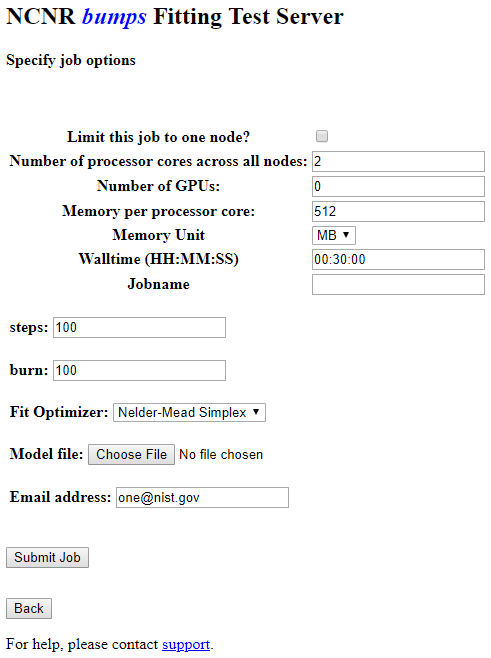 NCNR bumps Fitting Test Server
Specify job options
Limit this job to one node?
Number of processor cores across all nodes: 2
Number of GPUs: 0
Memory per processor core: 512
Memory Unit MB
Walltime (HH:MM:SS) 00:30:00
Jobname
steps: 100
burn: 100
Fit Optimizer: Nelder-Mead Simplex
Model file: Choose File No file chosen
Email address: one@nist.gov
Submit Job
Back
For help, please contact support.